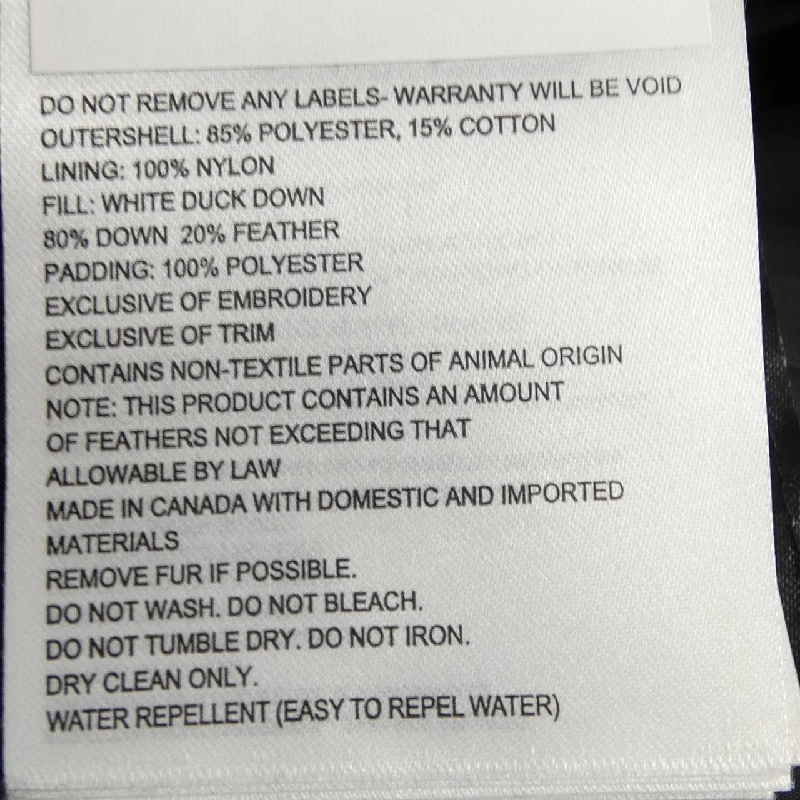 DO NOT REMOVE ANY LABELS- WARRANTY WILL BE VOID
OUTERSHELL: 85% POLYESTER, 15% COTTON
LINING: 100% NYLON
FILL: WHITE DUCK DOWN
80% DOWN 20% FEATHER
PADDING: 100% POLYESTER
EXCLUSIVE OF EMBROIDERY
EXCLUSIVE OF TRIM
CONTAINS NON-TEXTILE PARTS OF ANIMAL ORIGIN
NOTE: THIS PRODUCT CONTAINS AN AMOUNT
OF FEATHERS NOT EXCEEDING THAT
ALLOWABLE BY LAW
MADE IN CANADA WITH DOMESTIC AND IMPORTED
MATERIALS
REMOVE FUR IF POSSIBLE.
DO NOT WASH. DO NOT BLEACH.
DO NOT TUMBLE DRY. DO NOT IRON.
DRY CLEAN ONLY.
WATER REPELLENT (EASY TO REPEL WATER)